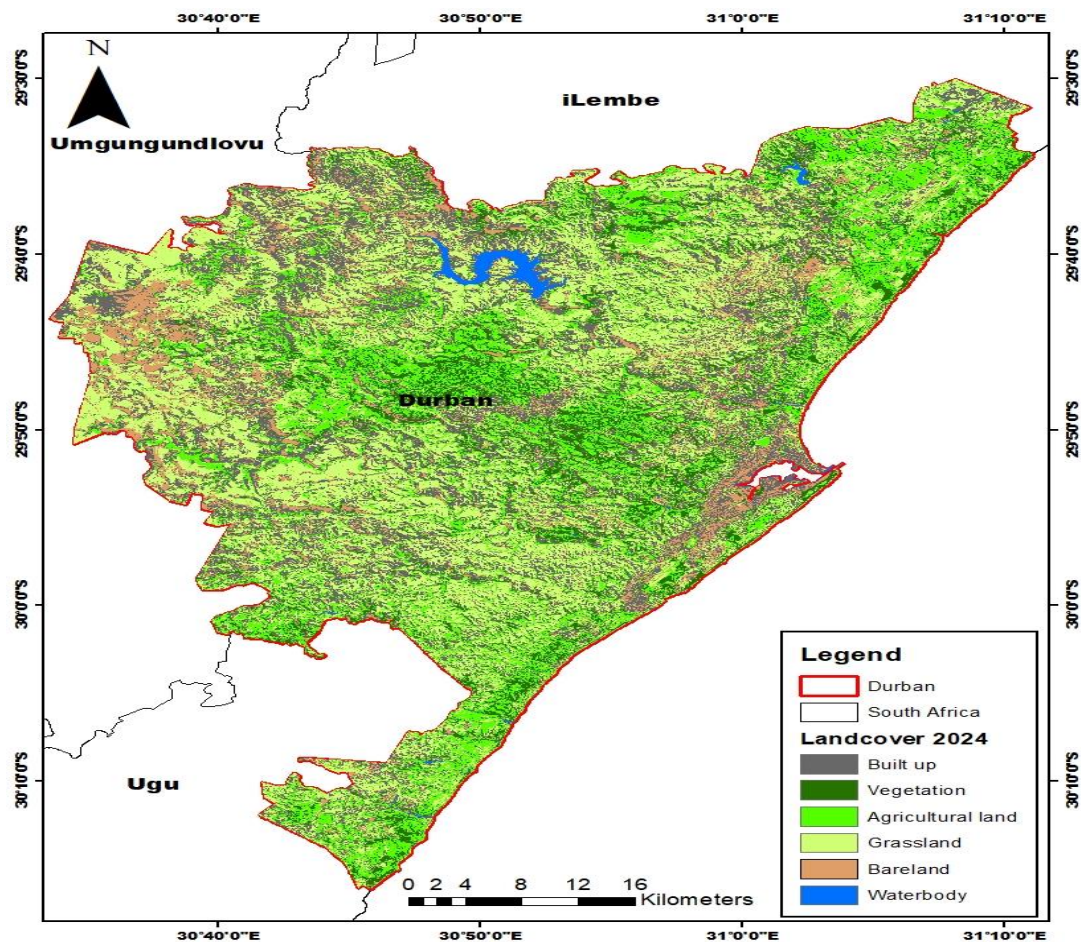 30°40'0"E 30°50'0"E 31°0'0"E 31°10'0"E
N
29°30'0"S 29°30'0"S
iLembe
Umgungundlovu
29°40'0"S 29°40'0"S
Durban
29°50'0"S 29°50'0"S
30°0'0"S 30°0'0"S
Ugu
30°10'0"S 30°10'0"S
Legend
Durban
South Africa
Landcover 2024
Built up
Vegetation
Agricultural land
Grassland
Bareland
Waterbody
0 2 4 8 12 16
Kilometers
30°40'0"E 30°50'0"E 31°0'0"E 31°10'0"E